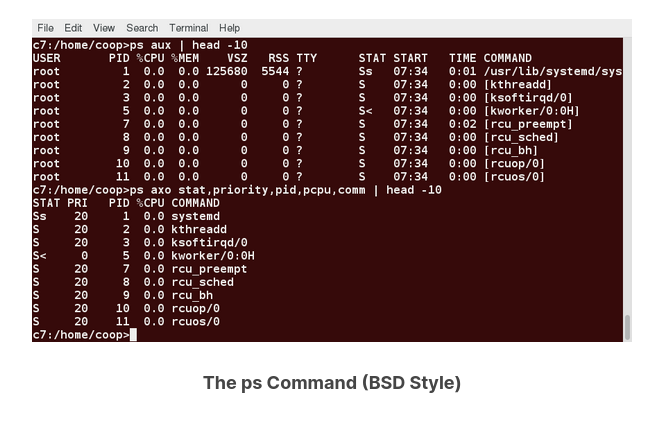 File Edit View Search Terminal Help
c7:/home/coop>ps aux | head -10
USER       PID %CPU %MEM    VSZ   RSS TTY      STAT START   TIME COMMAND
root         1  0.0  0.0 125680  5544 ?        Ss   07:34   0:01 /usr/lib/systemd/sys
root         2  0.0  0.0      0     0 ?        S    07:34   0:00 [kthreadd]
root         3  0.0  0.0      0     0 ?        S    07:34   0:00 [ksoftirqd/0]
root         5  0.0  0.0      0     0 ?        S<   07:34   0:00 [kworker/0:0H]
root         7  0.0  0.0      0     0 ?        S    07:34   0:02 [rcu_preempt]
root         8  0.0  0.0      0     0 ?        S    07:34   0:00 [rcu_sched]
root         9  0.0  0.0      0     0 ?        S    07:34   0:00 [rcu_bh]
root        10  0.0  0.0      0     0 ?        S    07:34   0:00 [rcuop/0]
root        11  0.0  0.0      0     0 ?        S    07:34   0:00 [rcuos/0]
c7:/home/coop>ps axo stat,priority,pid,pcpu,comm | head -10
STAT PRI   PID %CPU COMMAND
Ss    20     1  0.0 systemd
S     20     2  0.0 kthreadd
S     20     3  0.0 ksoftirqd/0
S<     0     5  0.0 kworker/0:0H
S     20     7  0.0 rcu_preempt
S     20     8  0.0 rcu_sched
S     20     9  0.0 rcu_bh
S     20    10  0.0 rcuop/0
S     20    11  0.0 rcuos/0
c7:/home/coop>
The ps Command (BSD Style)